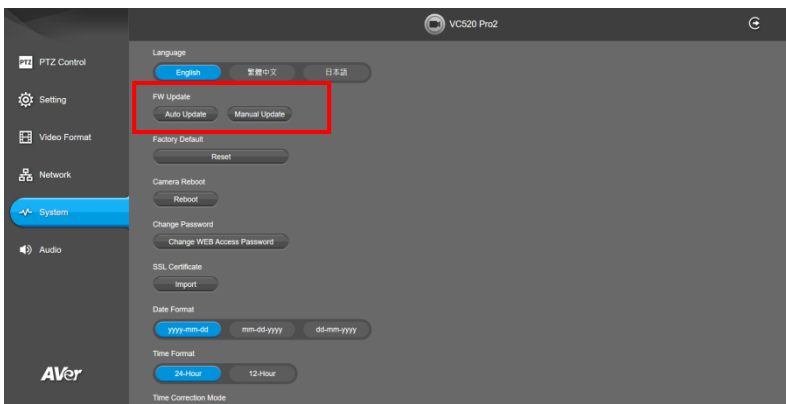 VC520 Pro2
PTZ PTZ Control
Setting
Video Format
Network
System
Audio
AVer
Language
English 繁體中文 日本語
FW Update
Auto Update Manual Update
Factory Default
Reset
Camera Reboot
Reboot
Change Password
Change WEB Access Password
SSL Certificate
Import
Date Format
yyyy-mm-dd mm-dd-yyyy dd-mm-yyyy
Time Format
24-Hour 12-Hour
Time Correction Mode